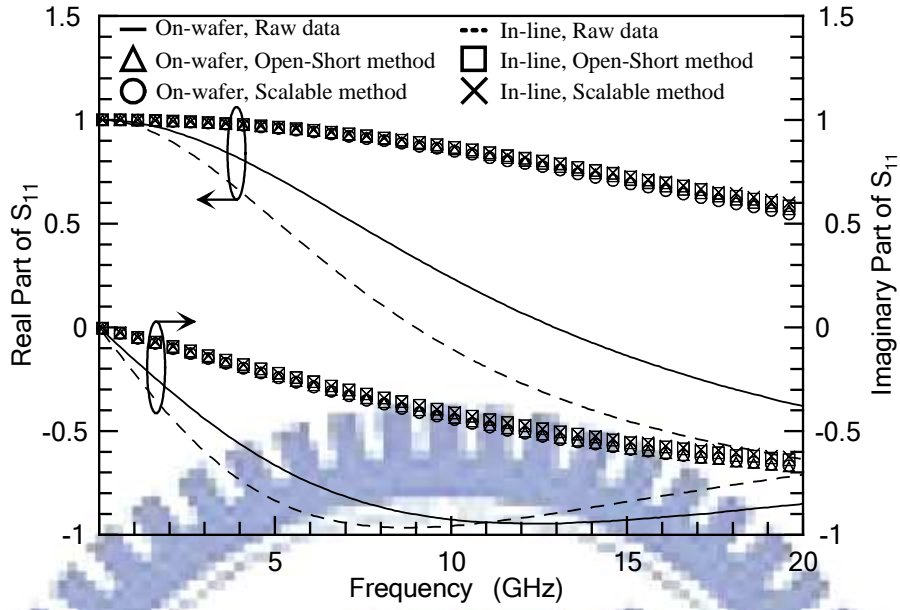 1.5 1.5
On-wafer, Raw data In-line, Raw data
On-wafer, Open-Short method In-line, Open-Short method
On-wafer, Scalable method In-line, Scalable method
1 1
0.5 0.5
0 0
-0.5 -0.5
-1 -1
5 10 15 20
Real Part of S11
Imaginary Part of S11
Frequency (GHz)